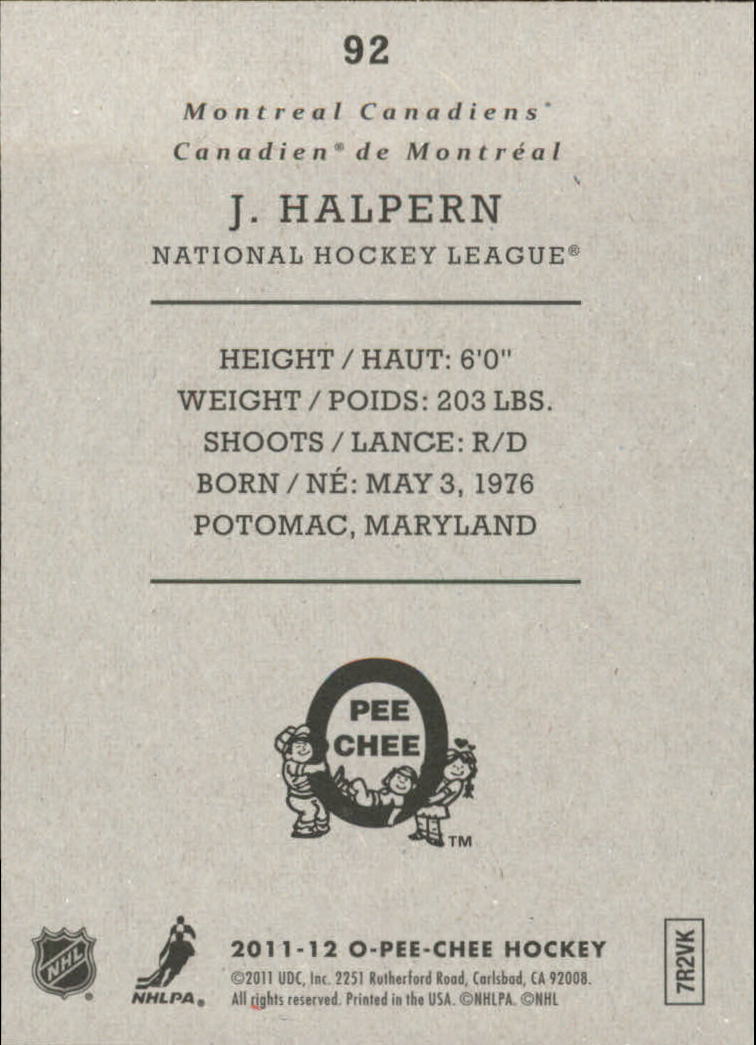 92
Montreal Canadiens®
Canadien® de Montréal
J. HALPERN
NATIONAL HOCKEY LEAGUE®
HEIGHT / HAUT: 6'0"
WEIGHT / POIDS: 203 LBS.
SHOOTS / LANCE: R/D
BORN / NÉ: MAY 3, 1976
POTOMAC, MARYLAND
O
PEE
CHEE
TM
NHL®
NHLPA®
2011-12 O-PEE-CHEE HOCKEY
©2011 UDC, Inc. 2251 Rutherford Road, Carlsbad, CA 92008.
All rights reserved. Printed in the USA. ©NHLPA. ©NHL
7R2VK